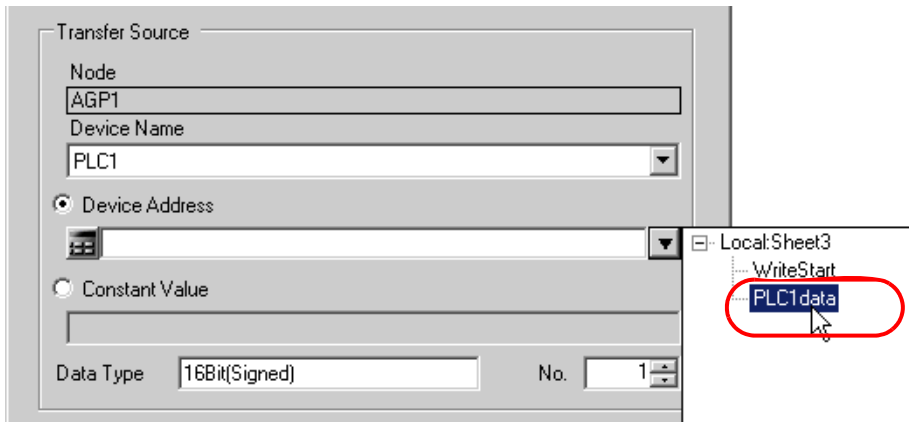 Transfer Source
Node
AGP1
Device Name
PLC1
Device Address
Local:Sheet3
WriteStart
Constant Value
PLC1data
Data Type 16Bit(Signed) No. 1